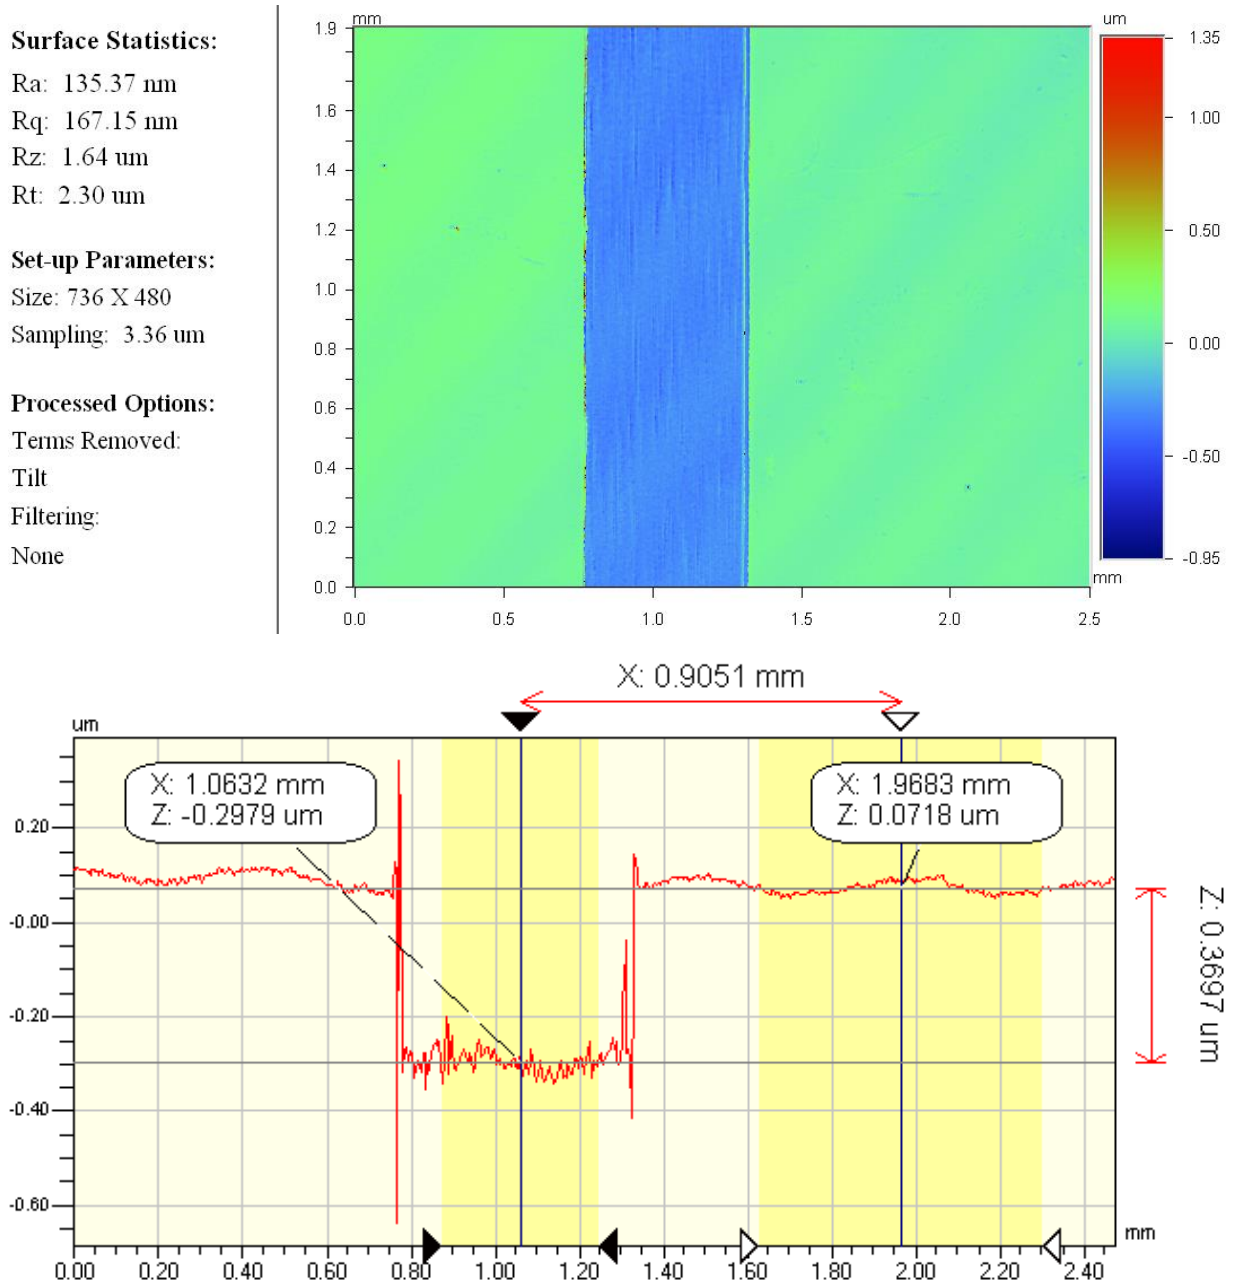 Surface Statistics:
Ra: 135.37 nm
Rq: 167.15 nm
Rz: 1.64 um
Rt: 2.30 um
Set-up Parameters:
Size: 736 X 480
Sampling: 3.36 um
Processed Options:
Terms Removed:
Tilt
Filtering:
None
mm
1.9
1.6
1.4
1.2
1.0
0.8
0.6
0.4
0.2
0.0
0.0 0.5 1.0 1.5 2.0 2.5
mm
um
1.35
1.00
0.50
0.00
-0.50
-0.95
X: 0.9051 mm
um
X: 1.0632 mm
Z: -0.2979 um
X: 1.9683 mm
Z: 0.0718 um
0.20
-0.00
-0.20
-0.40
-0.60
Z: 0.3697 um
mm
0.00 0.20 0.40 0.60 0.80 1.00 1.20 1.40 1.60 1.80 2.00 2.20 2.40